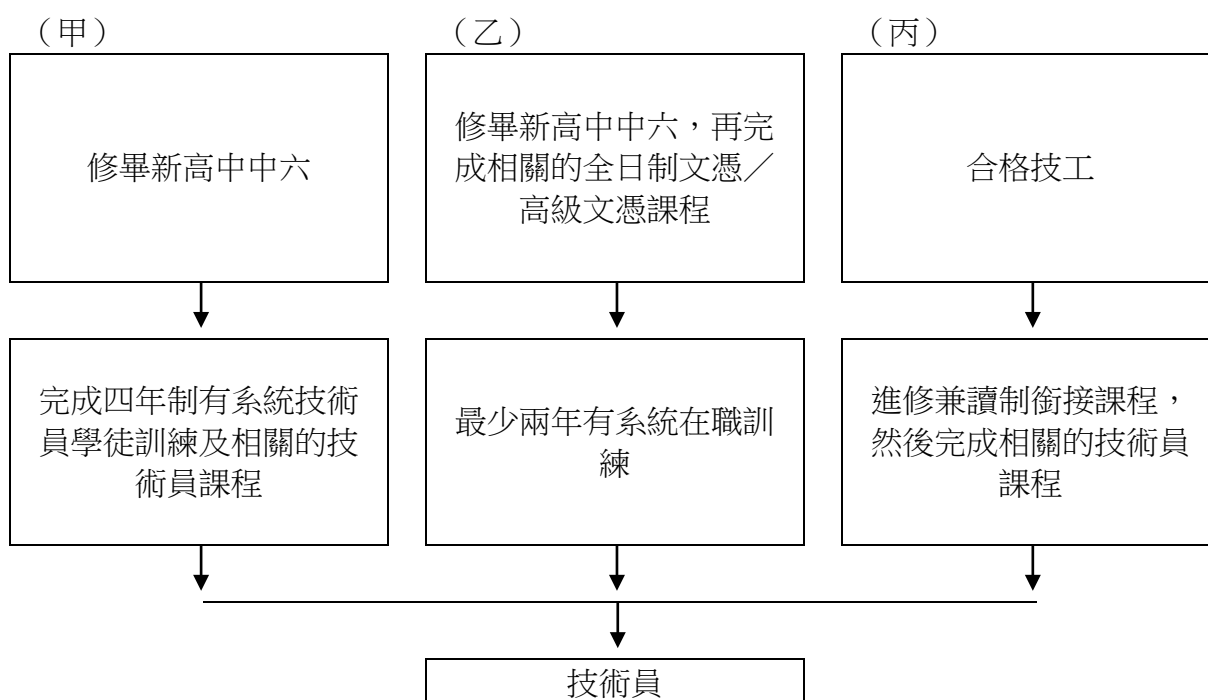 （甲）
（乙）
（丙）
修畢新高中中六
修畢新高中中六，再完
成相關的全日制文憑／
高級文憑課程
合格技工
完成四年制有系統技術
員學徒訓練及相關的技
術員課程
最少兩年有系統在職訓
練
進修兼讀制銜接課程，
然後完成相關的技術員
課程
技術員